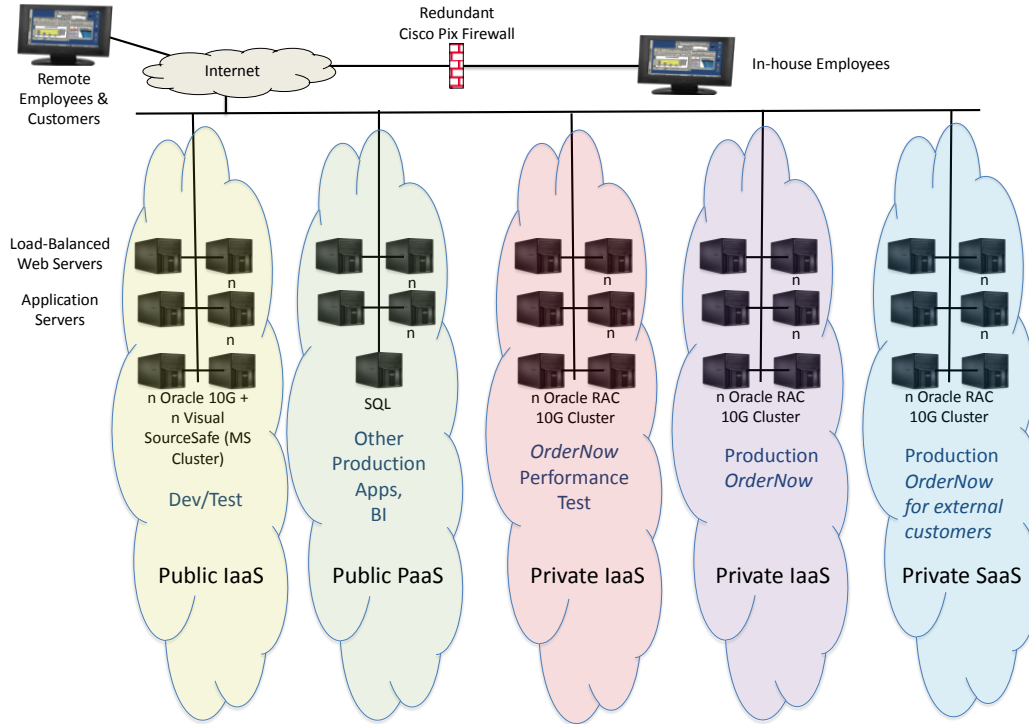 Redundant
Cisco Pix Firewall
Internet
In-house Employees
Remote
Employees &
Customers
Load-Balanced
Web Servers
n
n
n
n
Application
Servers
n
n
n
n
n
n Oracle 10G +
n Visual
SourceSafe (MS
Cluster)
SQL
n Oracle RAC
10G Cluster
n Oracle RAC
10G Cluster
n Oracle RAC
10G Cluster
Dev/Test
Other
Production
Apps,
BI
OrderNow
Performance
Test
Production
OrderNow
Production
OrderNow
for external
customers
Public IaaS
Public PaaS
Private IaaS
Private IaaS
Private SaaS